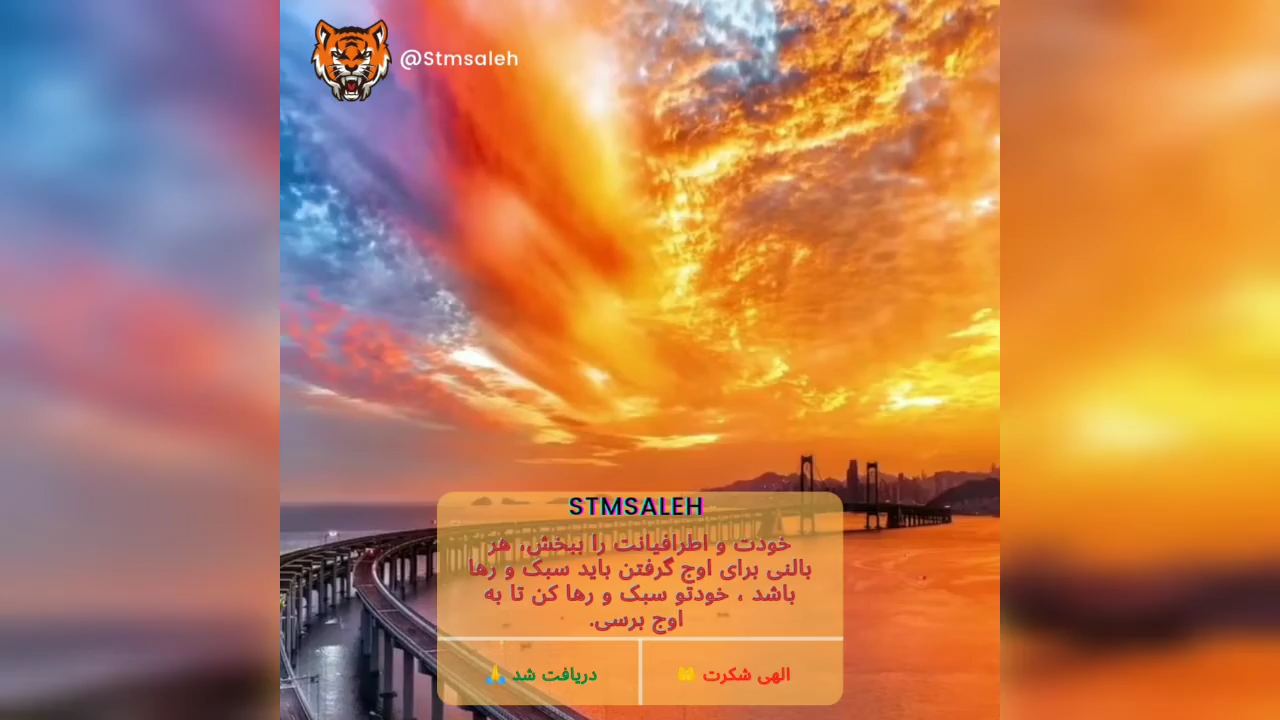 @Stmsaleh
STMSALEH
خودت و اطرافیانت را ببخش، هر
بالنی برای اوج گرفتن باید سبک و رها
باشد ، خودتو سبک و رها کن تا به
اوج برسی.
الهی شکرت 🤲
دریافت شد 🙏